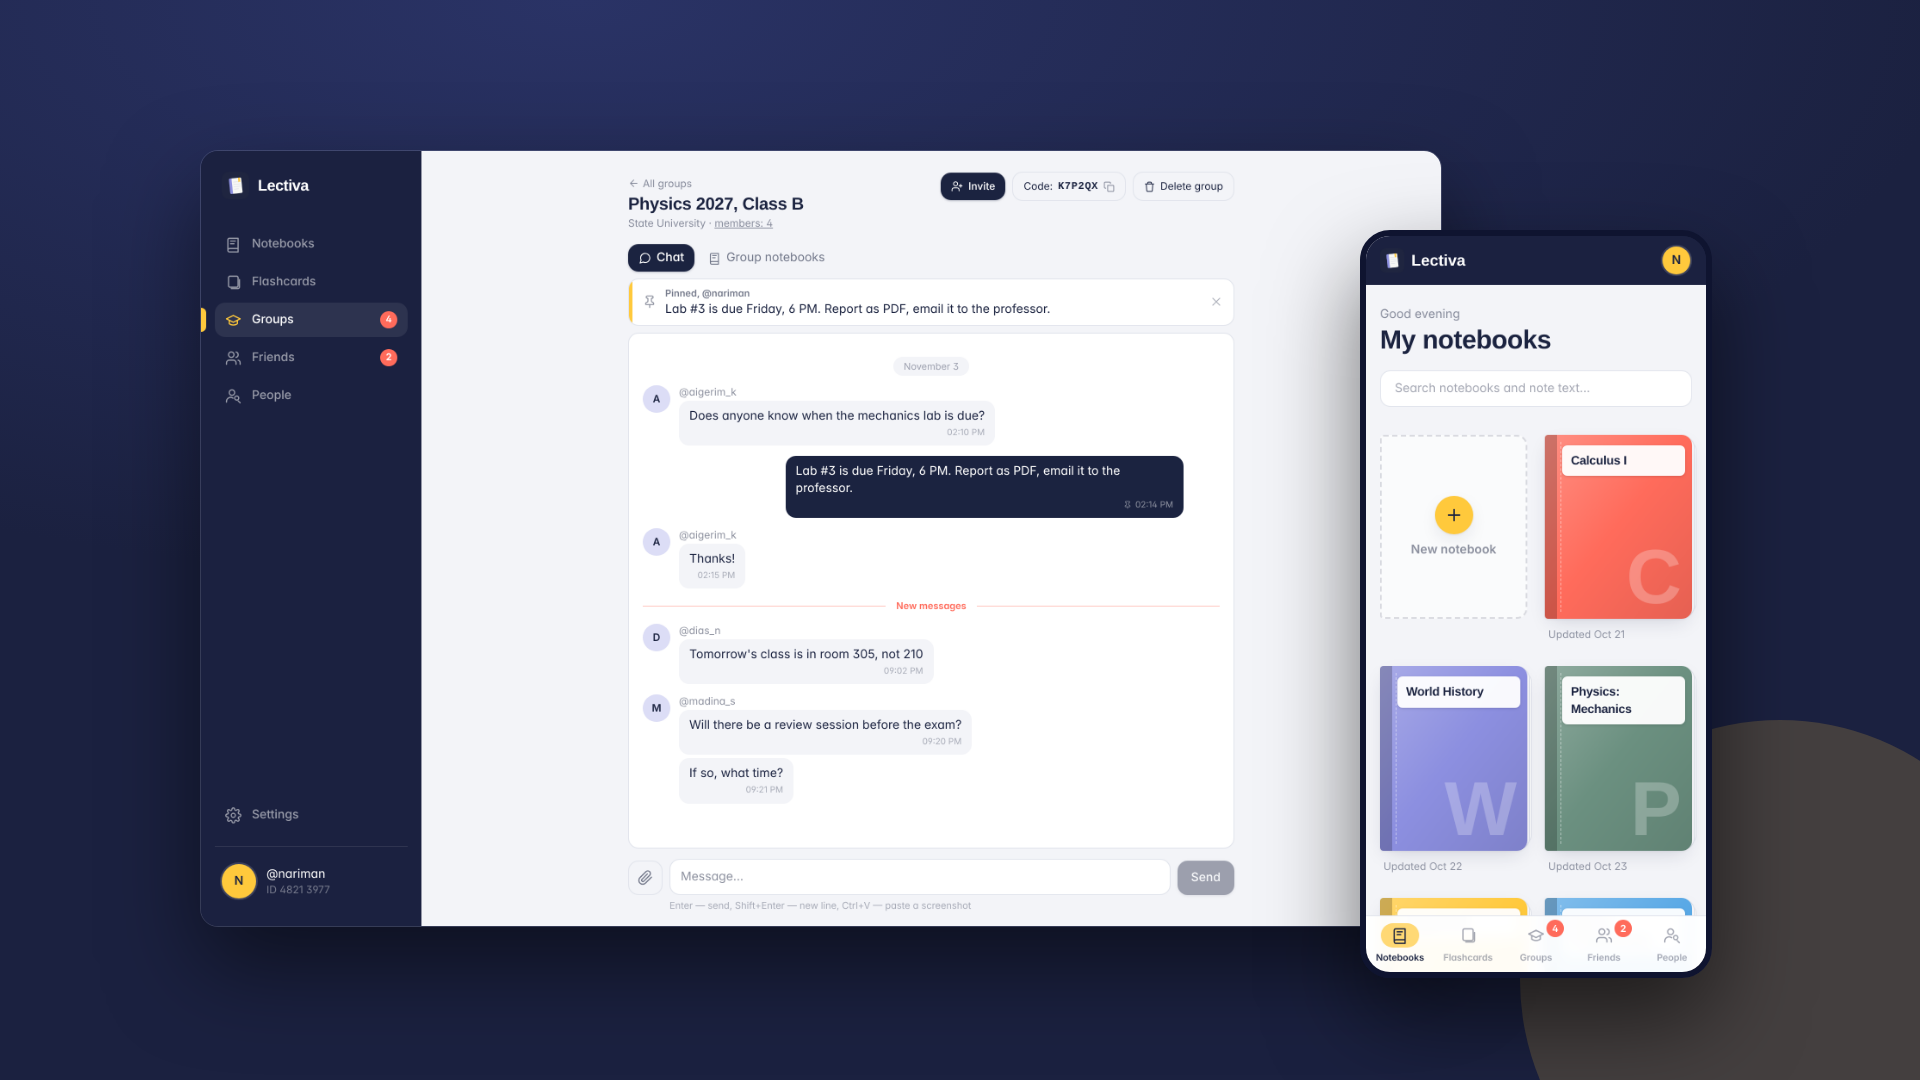 Lectiva
Notebooks
Flashcards
Groups
4
Friends
2
People
Settings
N
@nariman
ID 4821 3977
← All groups
Physics 2027, Class B
State University · members: 4
Invite
Code: K7P2QX
Delete group
Chat
Group notebooks
Pinned, @nariman
Lab #3 is due Friday, 6 PM. Report as PDF, email it to the professor.
November 3
A
@aigerim_k
Does anyone know when the mechanics lab is due?
02:10 PM
Lab #3 is due Friday, 6 PM. Report as PDF, email it to the
professor.
02:14 PM
A
@aigerim_k
Thanks!
02:15 PM
New messages
D
@dias_n
Tomorrow's class is in room 305, not 210
09:02 PM
M
@madina_s
Will there be a review session before the exam?
09:20 PM
If so, what time?
09:21 PM
Message...
Send
Enter — send, Shift+Enter — new line, Ctrl+V — paste a screenshot
Lectiva
N
Good evening
My notebooks
Search notebooks and note text...
New notebook
Calculus I
C
Updated Oct 21
World History
W
Updated Oct 22
Physics:
Mechanics
P
Updated Oct 23
Notebooks
Flashcards
4
Groups
2
Friends
People